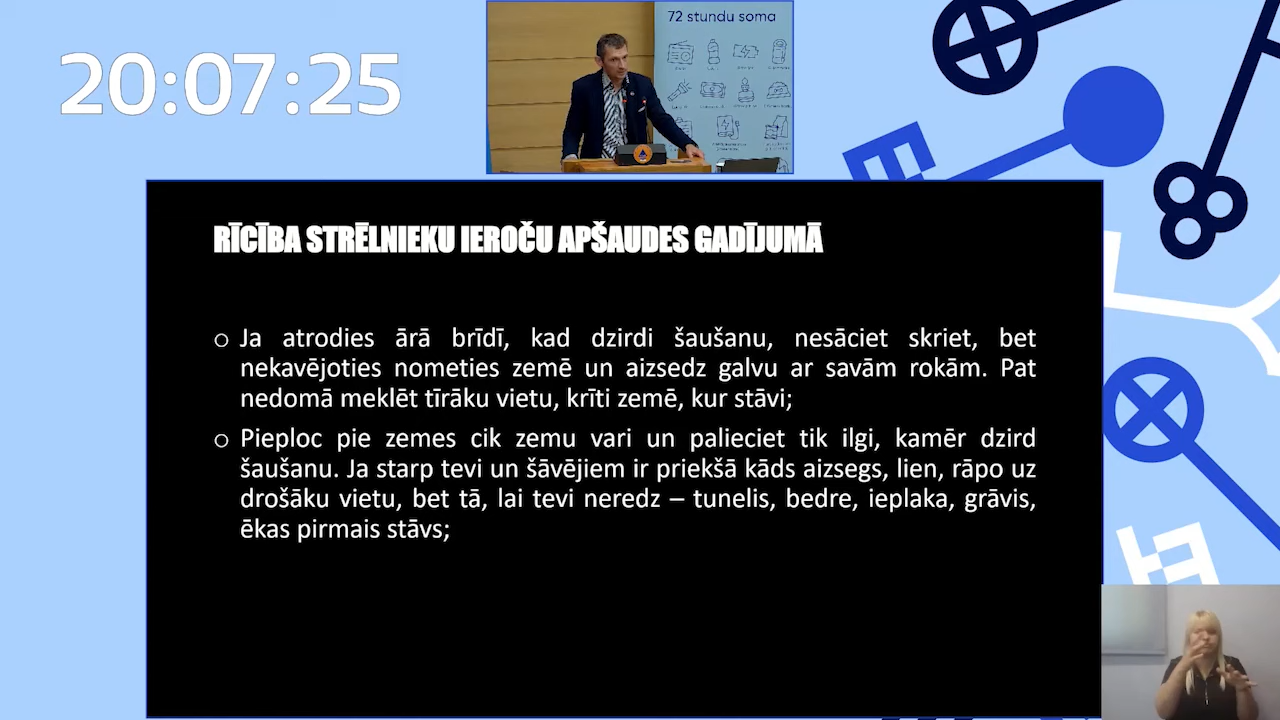 20:07:25
72 stundu soma
RĪCĪBA STRĒLNIEKU IEROČU APŠAUDES GADĪJUMĀ
o Ja atrodies ārā brīdī, kad dzirdi šaušanu, nesāciet skriet, bet
nekavējoties nometies zemē un aizsedz galvu ar savām rokām. Pat
nedomā meklēt tīrāku vietu, krīti zemē, kur stāvi;
o Pieploc pie zemes cik zemu vari un palieciet tik ilgi, kamēr dzird
šaušanu. Ja starp tevi un šāvējiem ir priekšā kāds aizsegs, lien, rāpo uz
drošāku vietu, bet tā, lai tevi neredz – tunelis, bedre, ieplaka, grāvis,
ēkas pirmais stāvs;